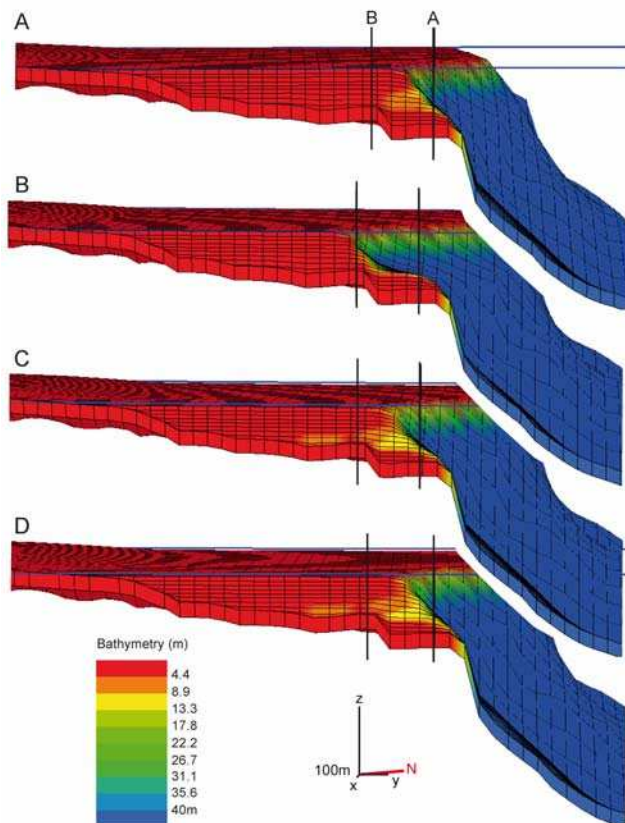 A
B
A
B
C
D
Bathymetry (m)
4.4
8.9
13.3
17.8
22.2
26.7
31.1
35.6
40m
z
100m
x
y
N